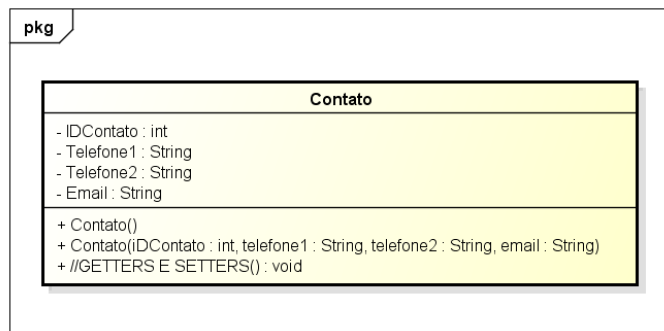 pkg
Contato
- IDContato : int
- Telefone1 : String
- Telefone2 : String
- Email : String
+ Contato()
+ Contato(iDContato : int, telefone1 : String, telefone2 : String, email : String)
+ //GETTERS E SETTERS() : void